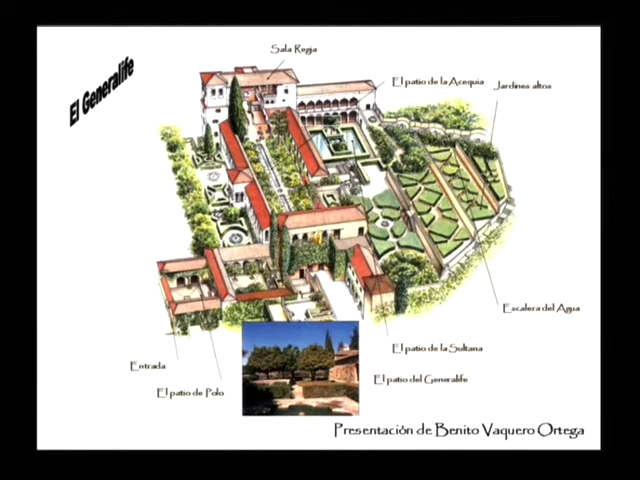 El Generalife
Sala Regia
El patio de la Acequia
Jardines altos
Escalera del Agua
El patio de la Sultana
Entrada
El patio del Generalife
El patio de Polo
Presentación de Benito Vaquero Ortega